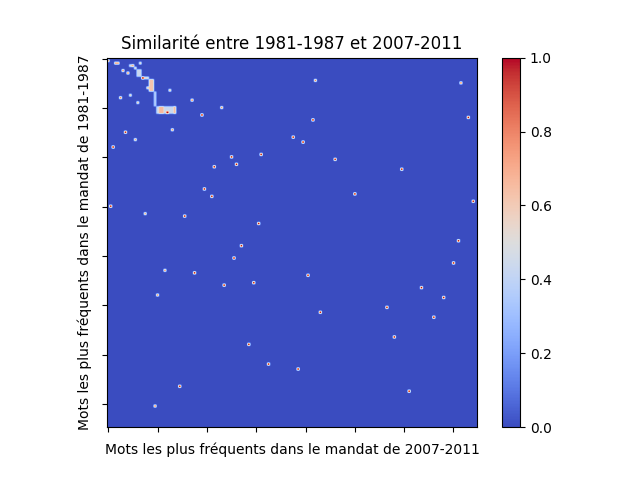 Similarité entre 1981-1987 et 2007-2011
Mots les plus fréquents dans le mandat de 1981-1987
1.0
0.8
0.6
0.4
0.2
0.0
Mots les plus fréquents dans le mandat de 2007-2011